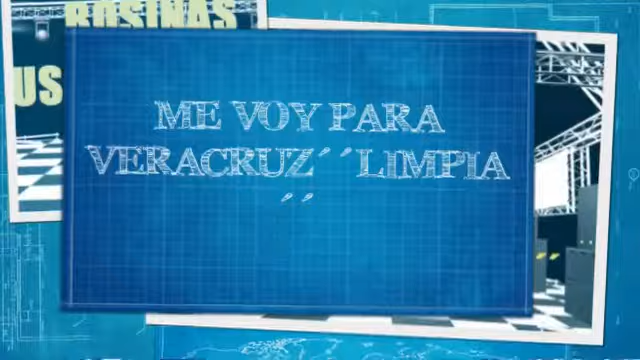 BOSINAS
US
ME VOY PARA
VERACRUZ´´LIMPIA
´´